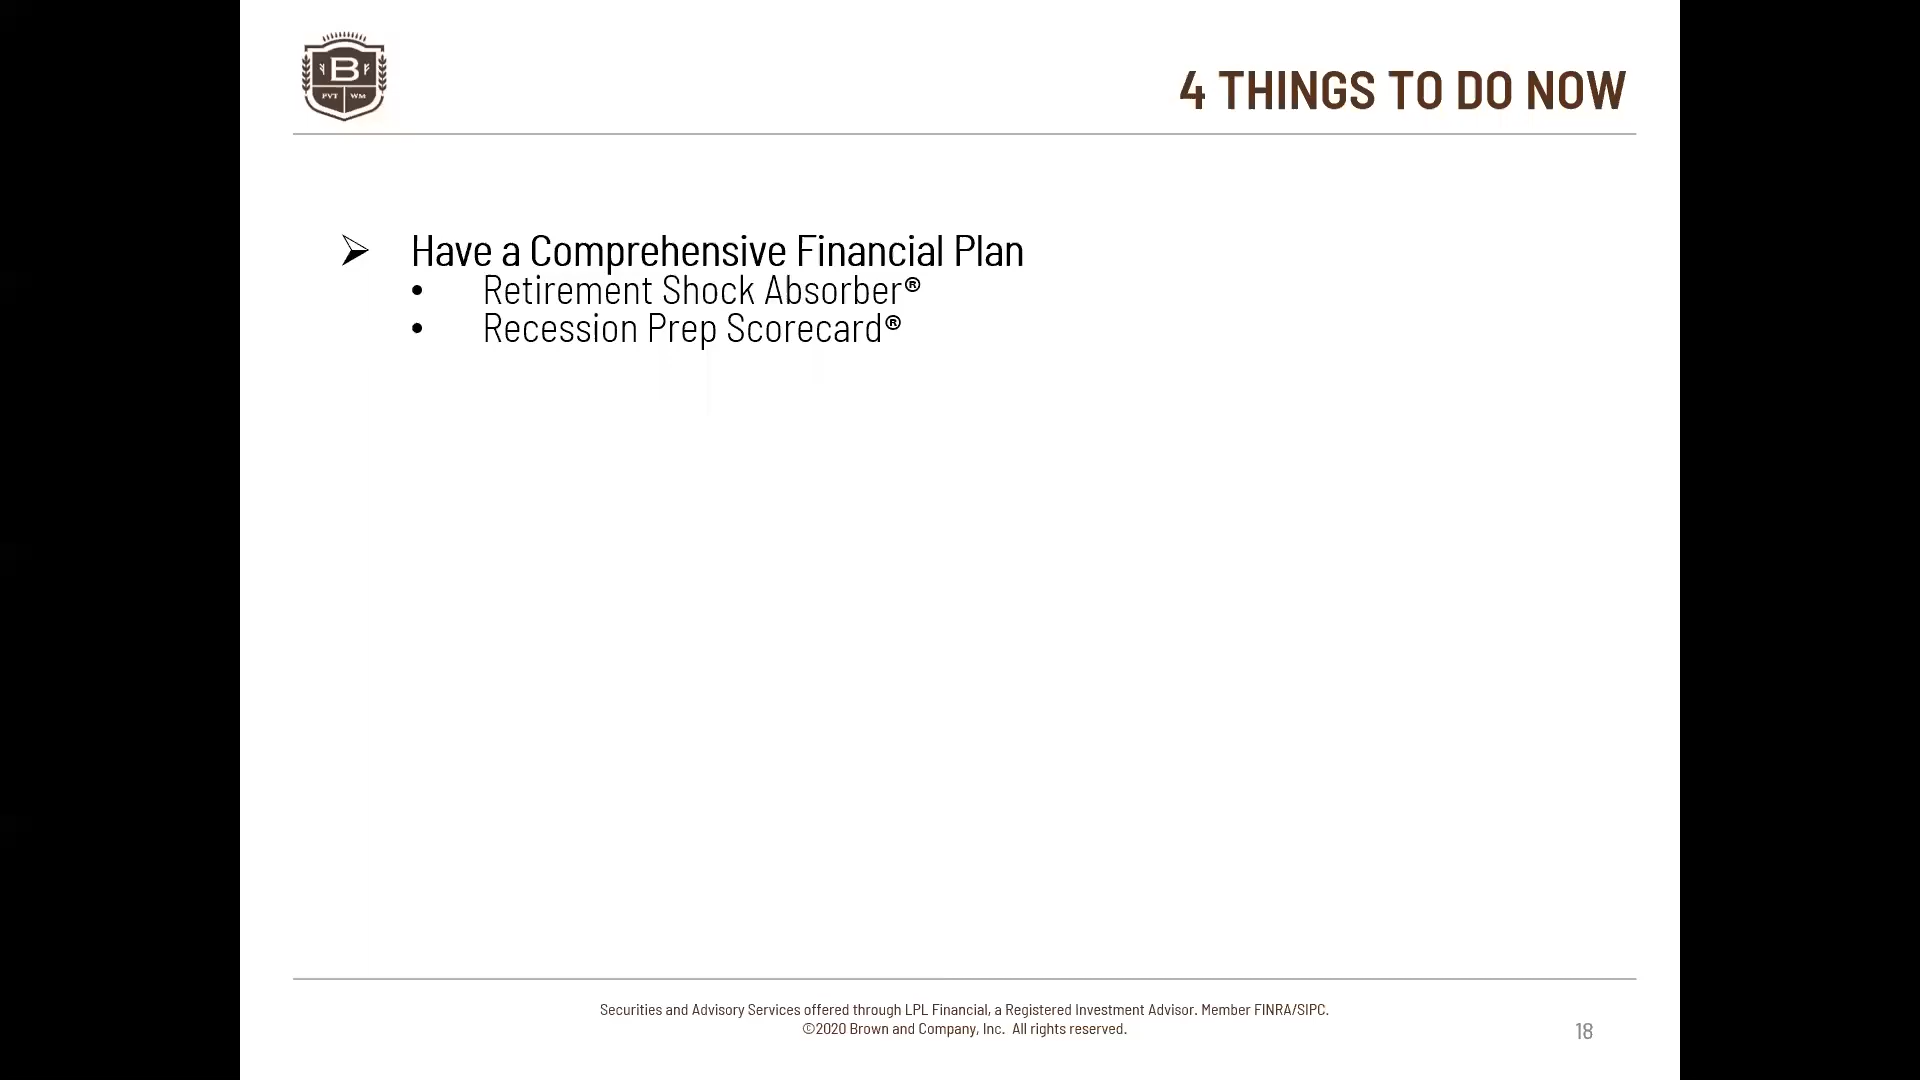 B
PVT WM
4 THINGS TO DO NOW
➢ Have a Comprehensive Financial Plan
• Retirement Shock Absorber®
• Recession Prep Scorecard®
Securities and Advisory Services offered through LPL Financial, a Registered Investment Advisor. Member FINRA/SIPC.
©2020 Brown and Company, Inc. All rights reserved.
18